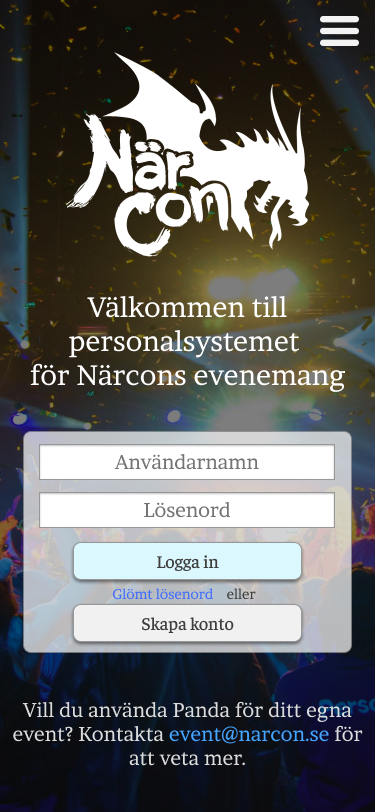 När
Con
Välkommen till
personalsystemet
för Närcons evenemang
Användarnamn
Lösenord
Logga in
Glömt lösenord eller
Skapa konto
Vill du använda Panda för ditt egna
event? Kontakta event@narcon.se för
att veta mer.